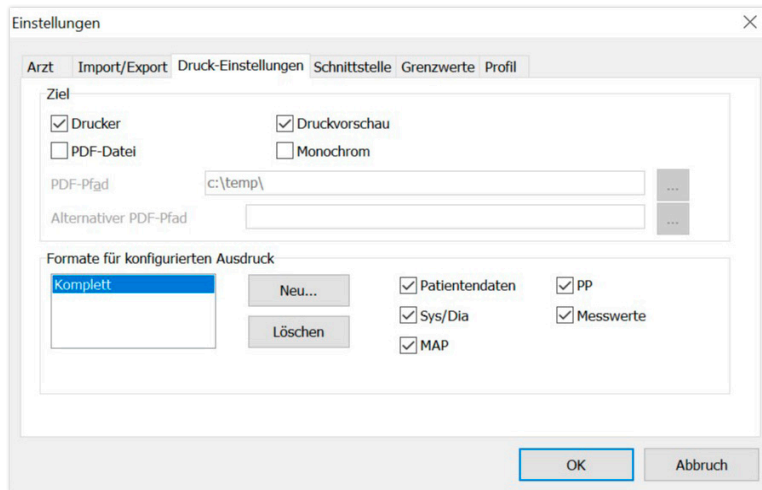 Einstellungen
Arzt Import/Export Druck-Einstellungen Schnittstelle Grenzwerte Profil
Ziel
Drucker Druckvorschau
PDF-Datei Monochrom
PDF-Pfad c:\temp\ ...
Alternativer PDF-Pfad ...
Formate für konfigurierten Ausdruck
Komplett Neu... Patientendaten PP
Sys/Dia Messwerte
Löschen
MAP
OK Abbruch